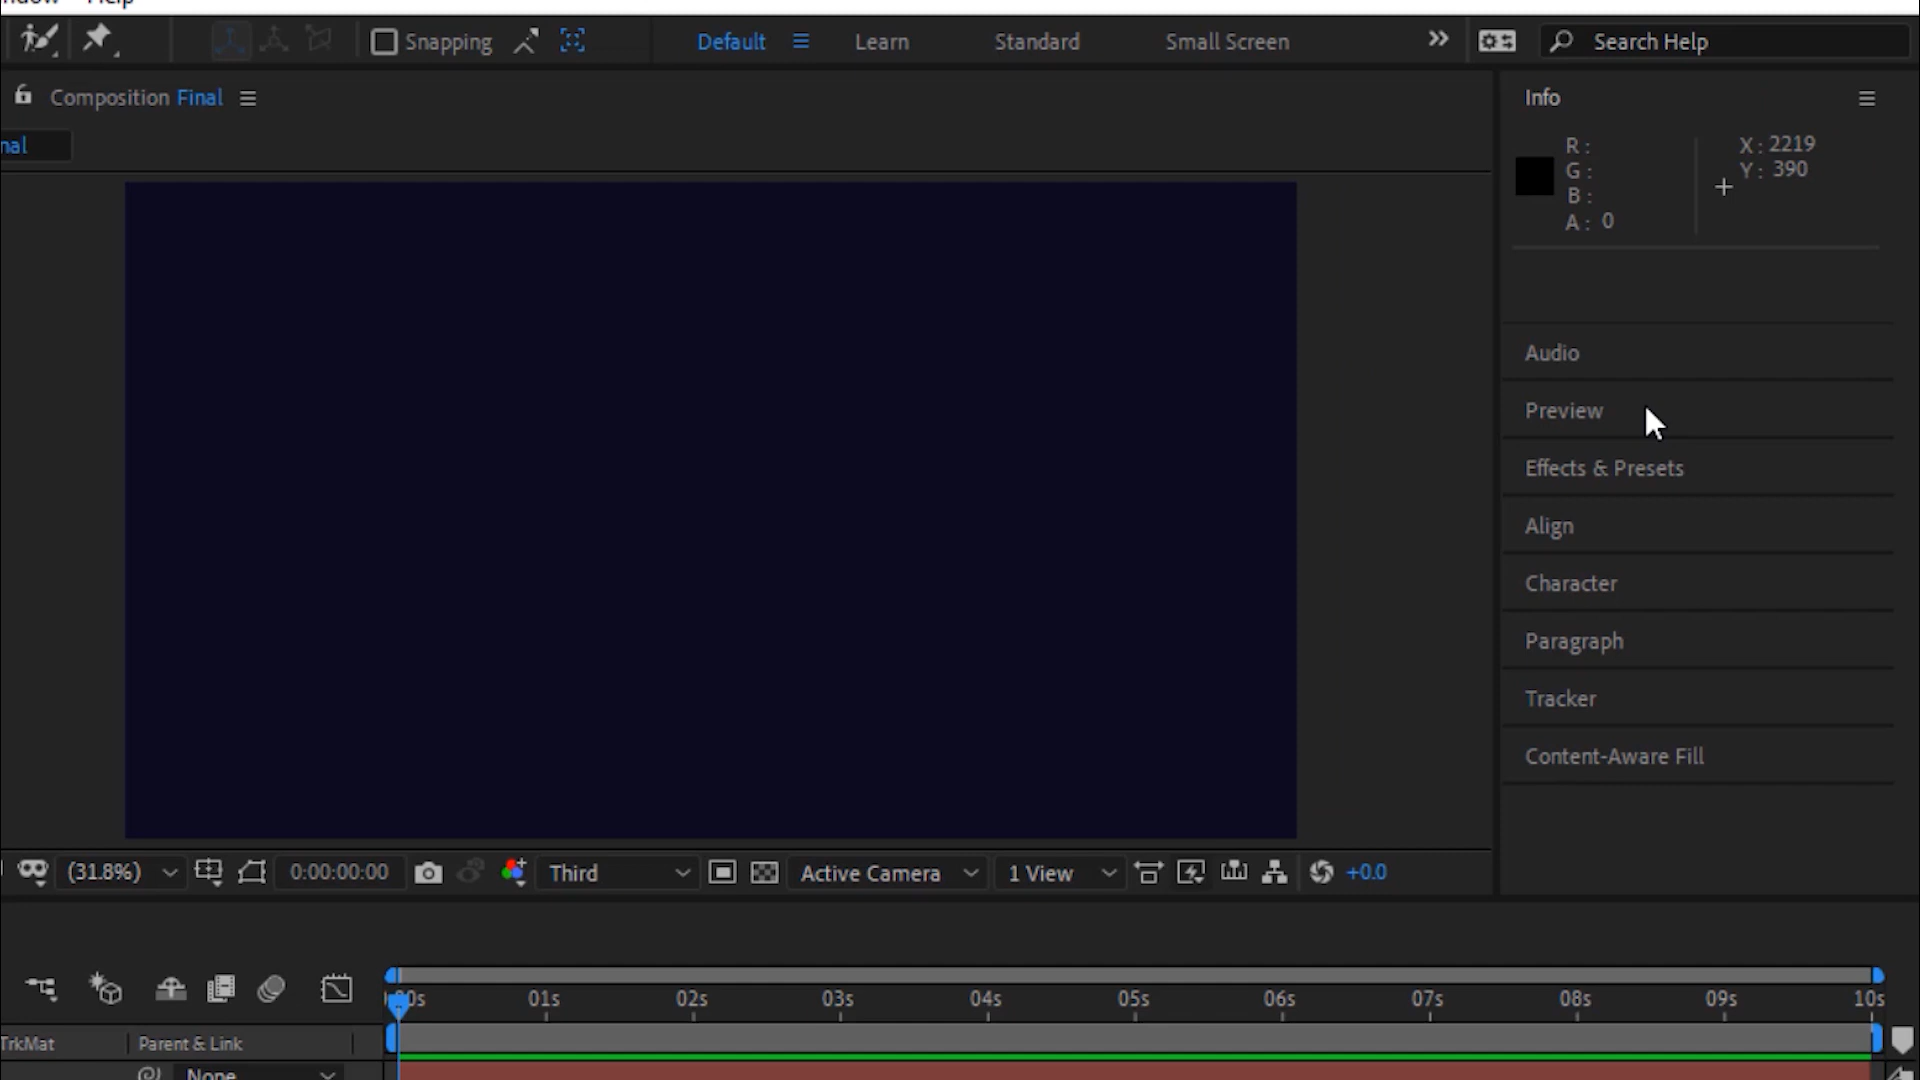 Help
Snapping
Default
Learn
Standard
Small Screen
Search Help
Composition Final
Info
R :
G :
B :
A : 0
X : 2219
Y : 390
Audio
Preview
Effects & Presets
Align
Character
Paragraph
Tracker
Content-Aware Fill
(31.8%)
0:00:00:00
Third
Active Camera
1 View
+0.0
01s
02s
03s
04s
05s
06s
07s
08s
09s
10s
TrkMat
Parent & Link
None